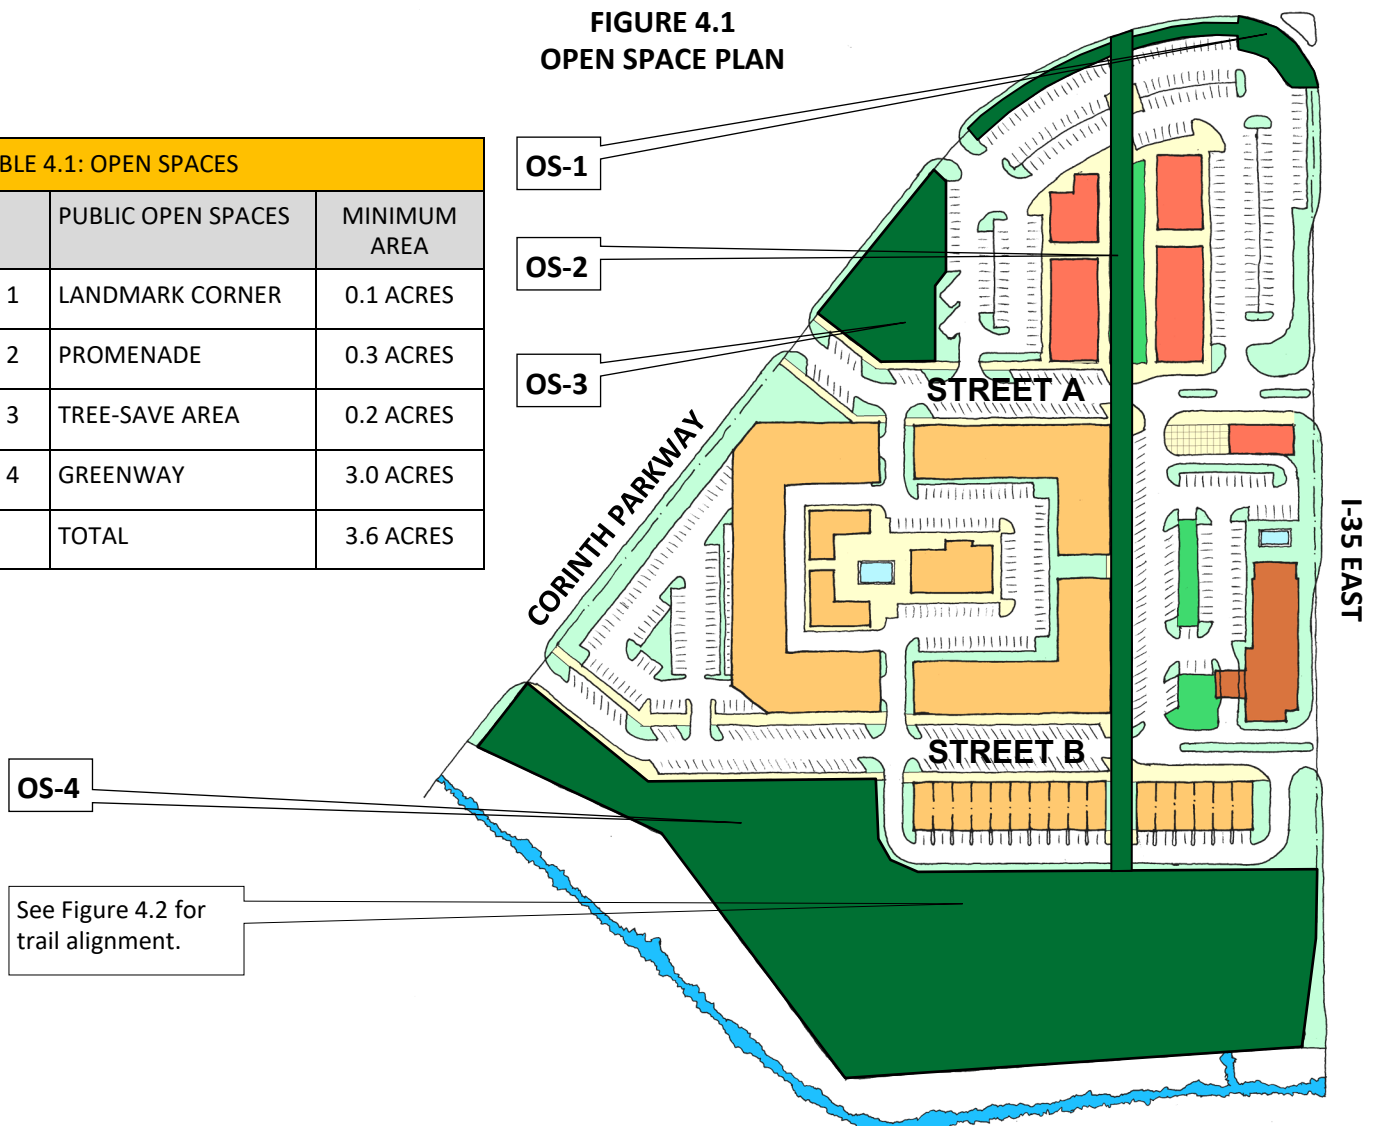 FIGURE 4.1
OPEN SPACE PLAN
BLE 4.1: OPEN SPACES
PUBLIC OPEN SPACES MINIMUM
AREA
1 LANDMARK CORNER 0.1 ACRES
2 PROMENADE 0.3 ACRES
3 TREE-SAVE AREA 0.2 ACRES
4 GREENWAY 3.0 ACRES
TOTAL 3.6 ACRES
OS-1
OS-2
OS-3
STREET A
CORINTH PARKWAY
I-35 EAST
STREET B
OS-4
See Figure 4.2 for
trail alignment.